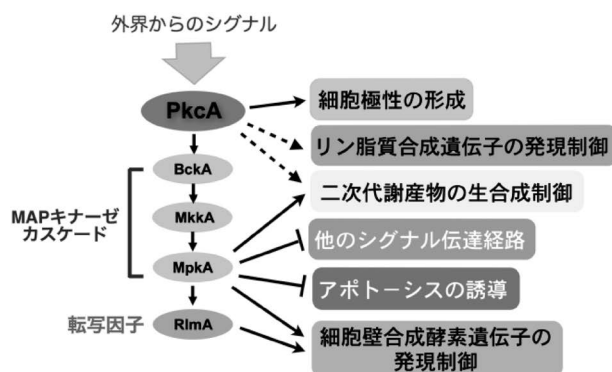 外界からのシグナル
PkcA
細胞極性の形成
リン脂質合成遺伝子の発現制御
BckA
二次代謝産物の生合成制御
MAPキナーゼ
カスケード
MkkA
他のシグナル伝達経路
MpkA
アポトーシスの誘導
転写因子
RlmA
細胞壁合成酵素遺伝子の
発現制御